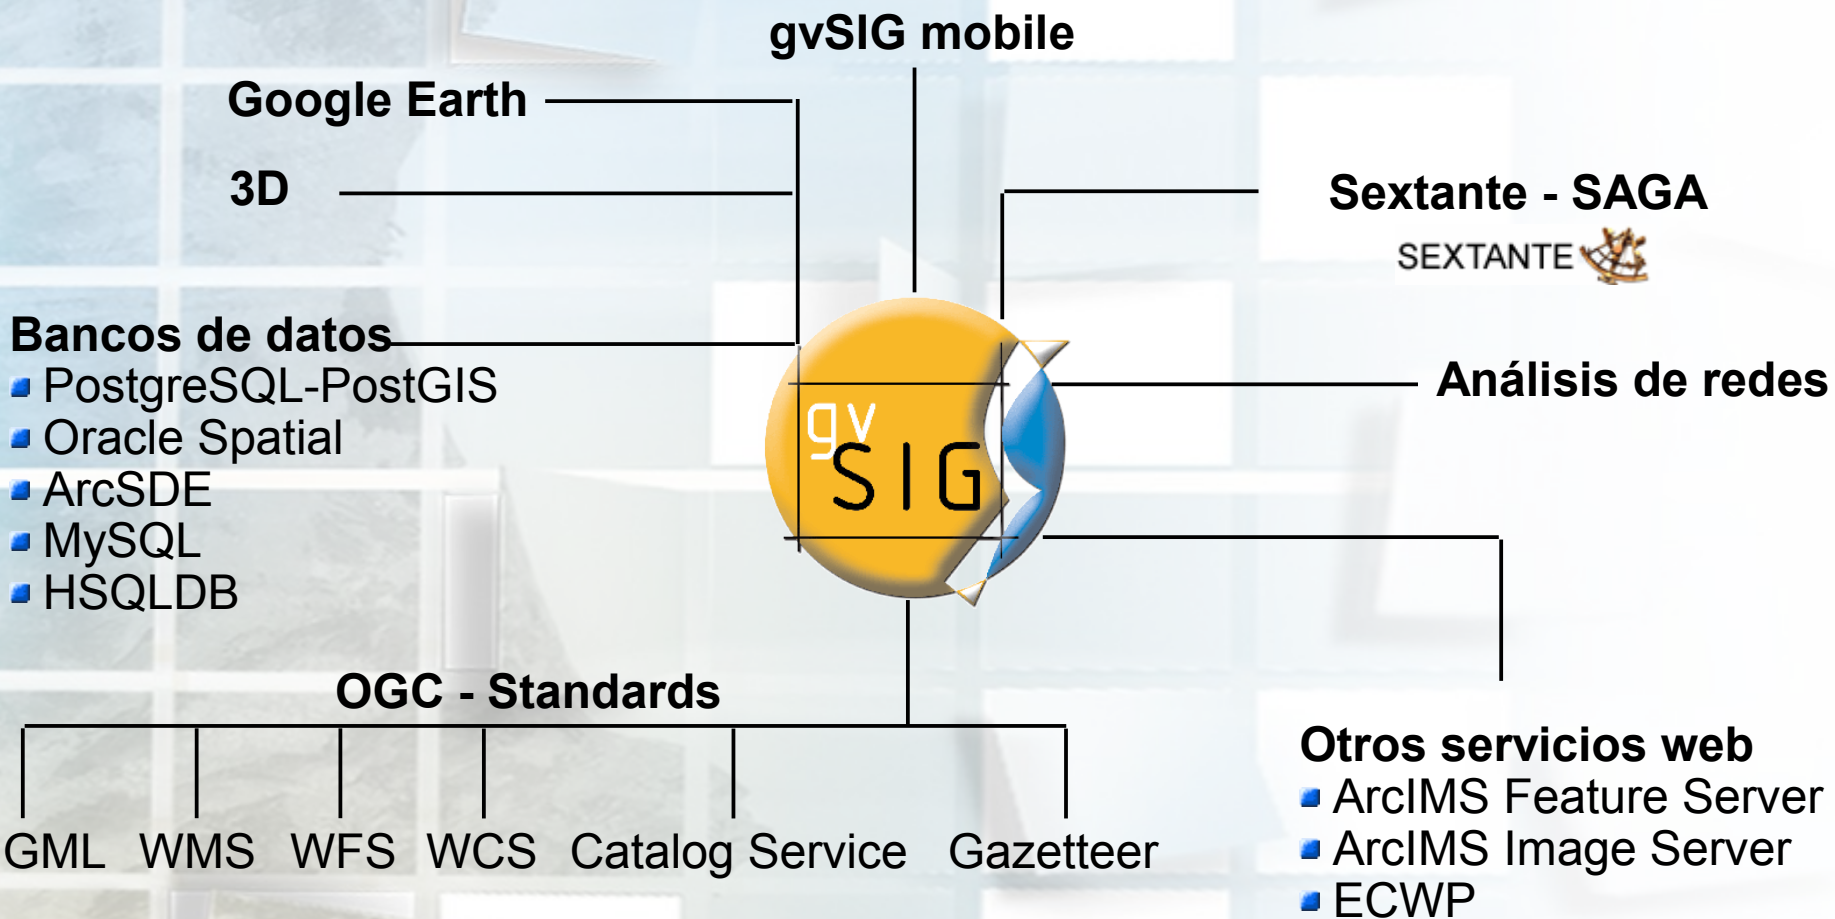 gvSIG mobile
Google Earth
3D
Sextante - SAGA
SEXTANTE
Bancos de datos
PostgreSQL-PostGIS
Oracle Spatial
ArcSDE
MySQL
HSQLDB
gv
SIG
Análisis de redes
OGC - Standards
GML WMS WFS WCS Catalog Service Gazetteer
Otros servicios web
ArcIMS Feature Server
ArcIMS Image Server
ECWP